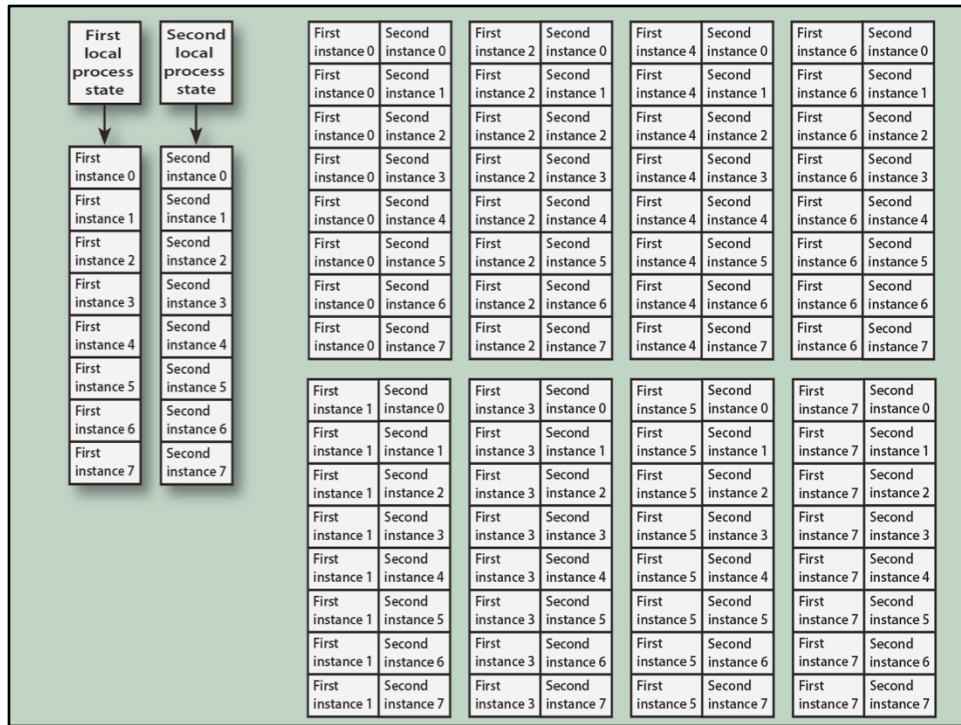 First
local
process
state
Second
local
process
state
First
instance 0
First
instance 1
First
instance 2
First
instance 3
First
instance 4
First
instance 5
First
instance 6
First
instance 7
Second
instance 0
Second
instance 1
Second
instance 2
Second
instance 3
Second
instance 4
Second
instance 5
Second
instance 6
Second
instance 7
First Second First Second First Second First Second
instance 0 instance 0 instance 2 instance 0 instance 4 instance 0 instance 6 instance 0
First Second First Second First Second First Second
instance 0 instance 1 instance 2 instance 1 instance 4 instance 1 instance 6 instance 1
First Second First Second First Second First Second
instance 0 instance 2 instance 2 instance 2 instance 4 instance 2 instance 6 instance 2
First Second First Second First Second First Second
instance 0 instance 3 instance 2 instance 3 instance 4 instance 3 instance 6 instance 3
First Second First Second First Second First Second
instance 0 instance 4 instance 2 instance 4 instance 4 instance 4 instance 6 instance 4
First Second First Second First Second First Second
instance 0 instance 5 instance 2 instance 5 instance 4 instance 5 instance 6 instance 5
First Second First Second First Second First Second
instance 0 instance 6 instance 2 instance 6 instance 4 instance 6 instance 6 instance 6
First Second First Second First Second First Second
instance 0 instance 7 instance 2 instance 7 instance 4 instance 7 instance 6 instance 7
First Second First Second First Second First Second
instance 1 instance 0 instance 3 instance 0 instance 5 instance 0 instance 7 instance 0
First Second First Second First Second First Second
instance 1 instance 1 instance 3 instance 1 instance 5 instance 1 instance 7 instance 1
First Second First Second First Second First Second
instance 1 instance 2 instance 3 instance 2 instance 5 instance 2 instance 7 instance 2
First Second First Second First Second First Second
instance 1 instance 3 instance 3 instance 3 instance 5 instance 3 instance 7 instance 3
First Second First Second First Second First Second
instance 1 instance 4 instance 3 instance 4 instance 5 instance 4 instance 7 instance 4
First Second First Second First Second First Second
instance 1 instance 5 instance 3 instance 5 instance 5 instance 5 instance 7 instance 5
First Second First Second First Second First Second
instance 1 instance 6 instance 3 instance 6 instance 5 instance 6 instance 7 instance 6
First Second First Second First Second First Second
instance 1 instance 7 instance 3 instance 7 instance 5 instance 7 instance 7 instance 7